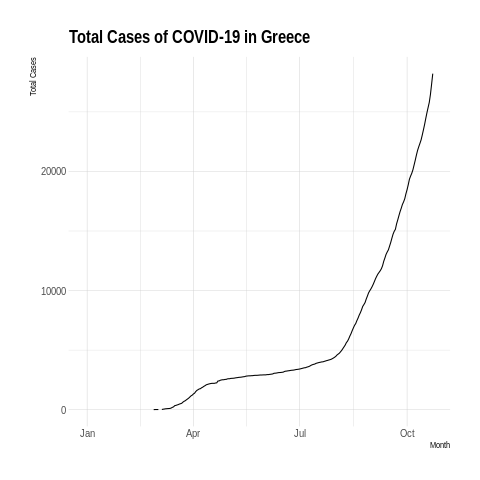 Total Cases of COVID-19 in Greece
Total Cases
20000
10000
0
Jan Apr Jul Oct
Month